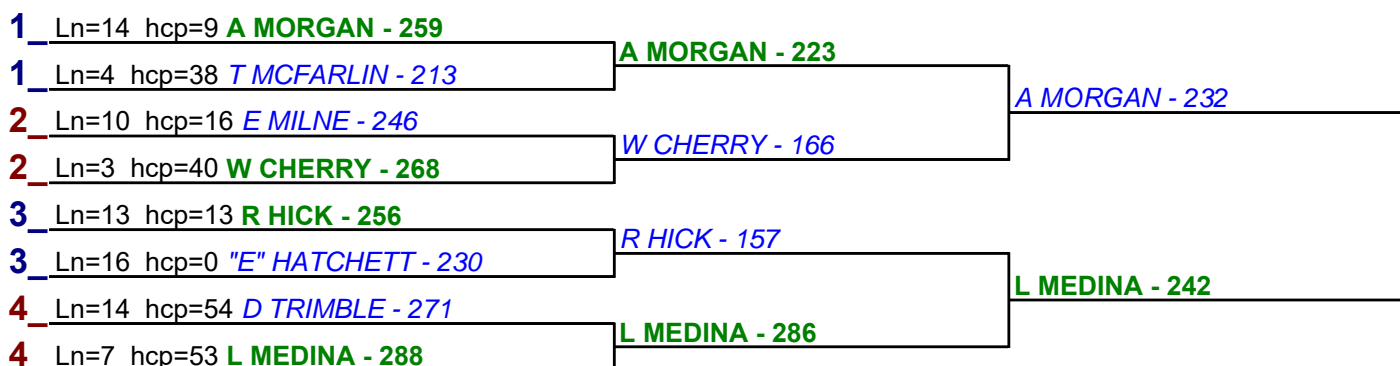 1_ Ln=14 hcp=9 A MORGAN - 259
A MORGAN - 223
1_ Ln=4 hcp=38 T MCFARLIN - 213
A MORGAN - 232
2_ Ln=10 hcp=16 E MILNE - 246
W CHERRY - 166
2_ Ln=3 hcp=40 W CHERRY - 268
3_ Ln=13 hcp=13 R HICK - 256
R HICK - 157
3_ Ln=16 hcp=0 "E" HATCHETT - 230
L MEDINA - 242
4_ Ln=14 hcp=54 D TRIMBLE - 271
L MEDINA - 286
4 Ln=7 hcp=53 L MEDINA - 288